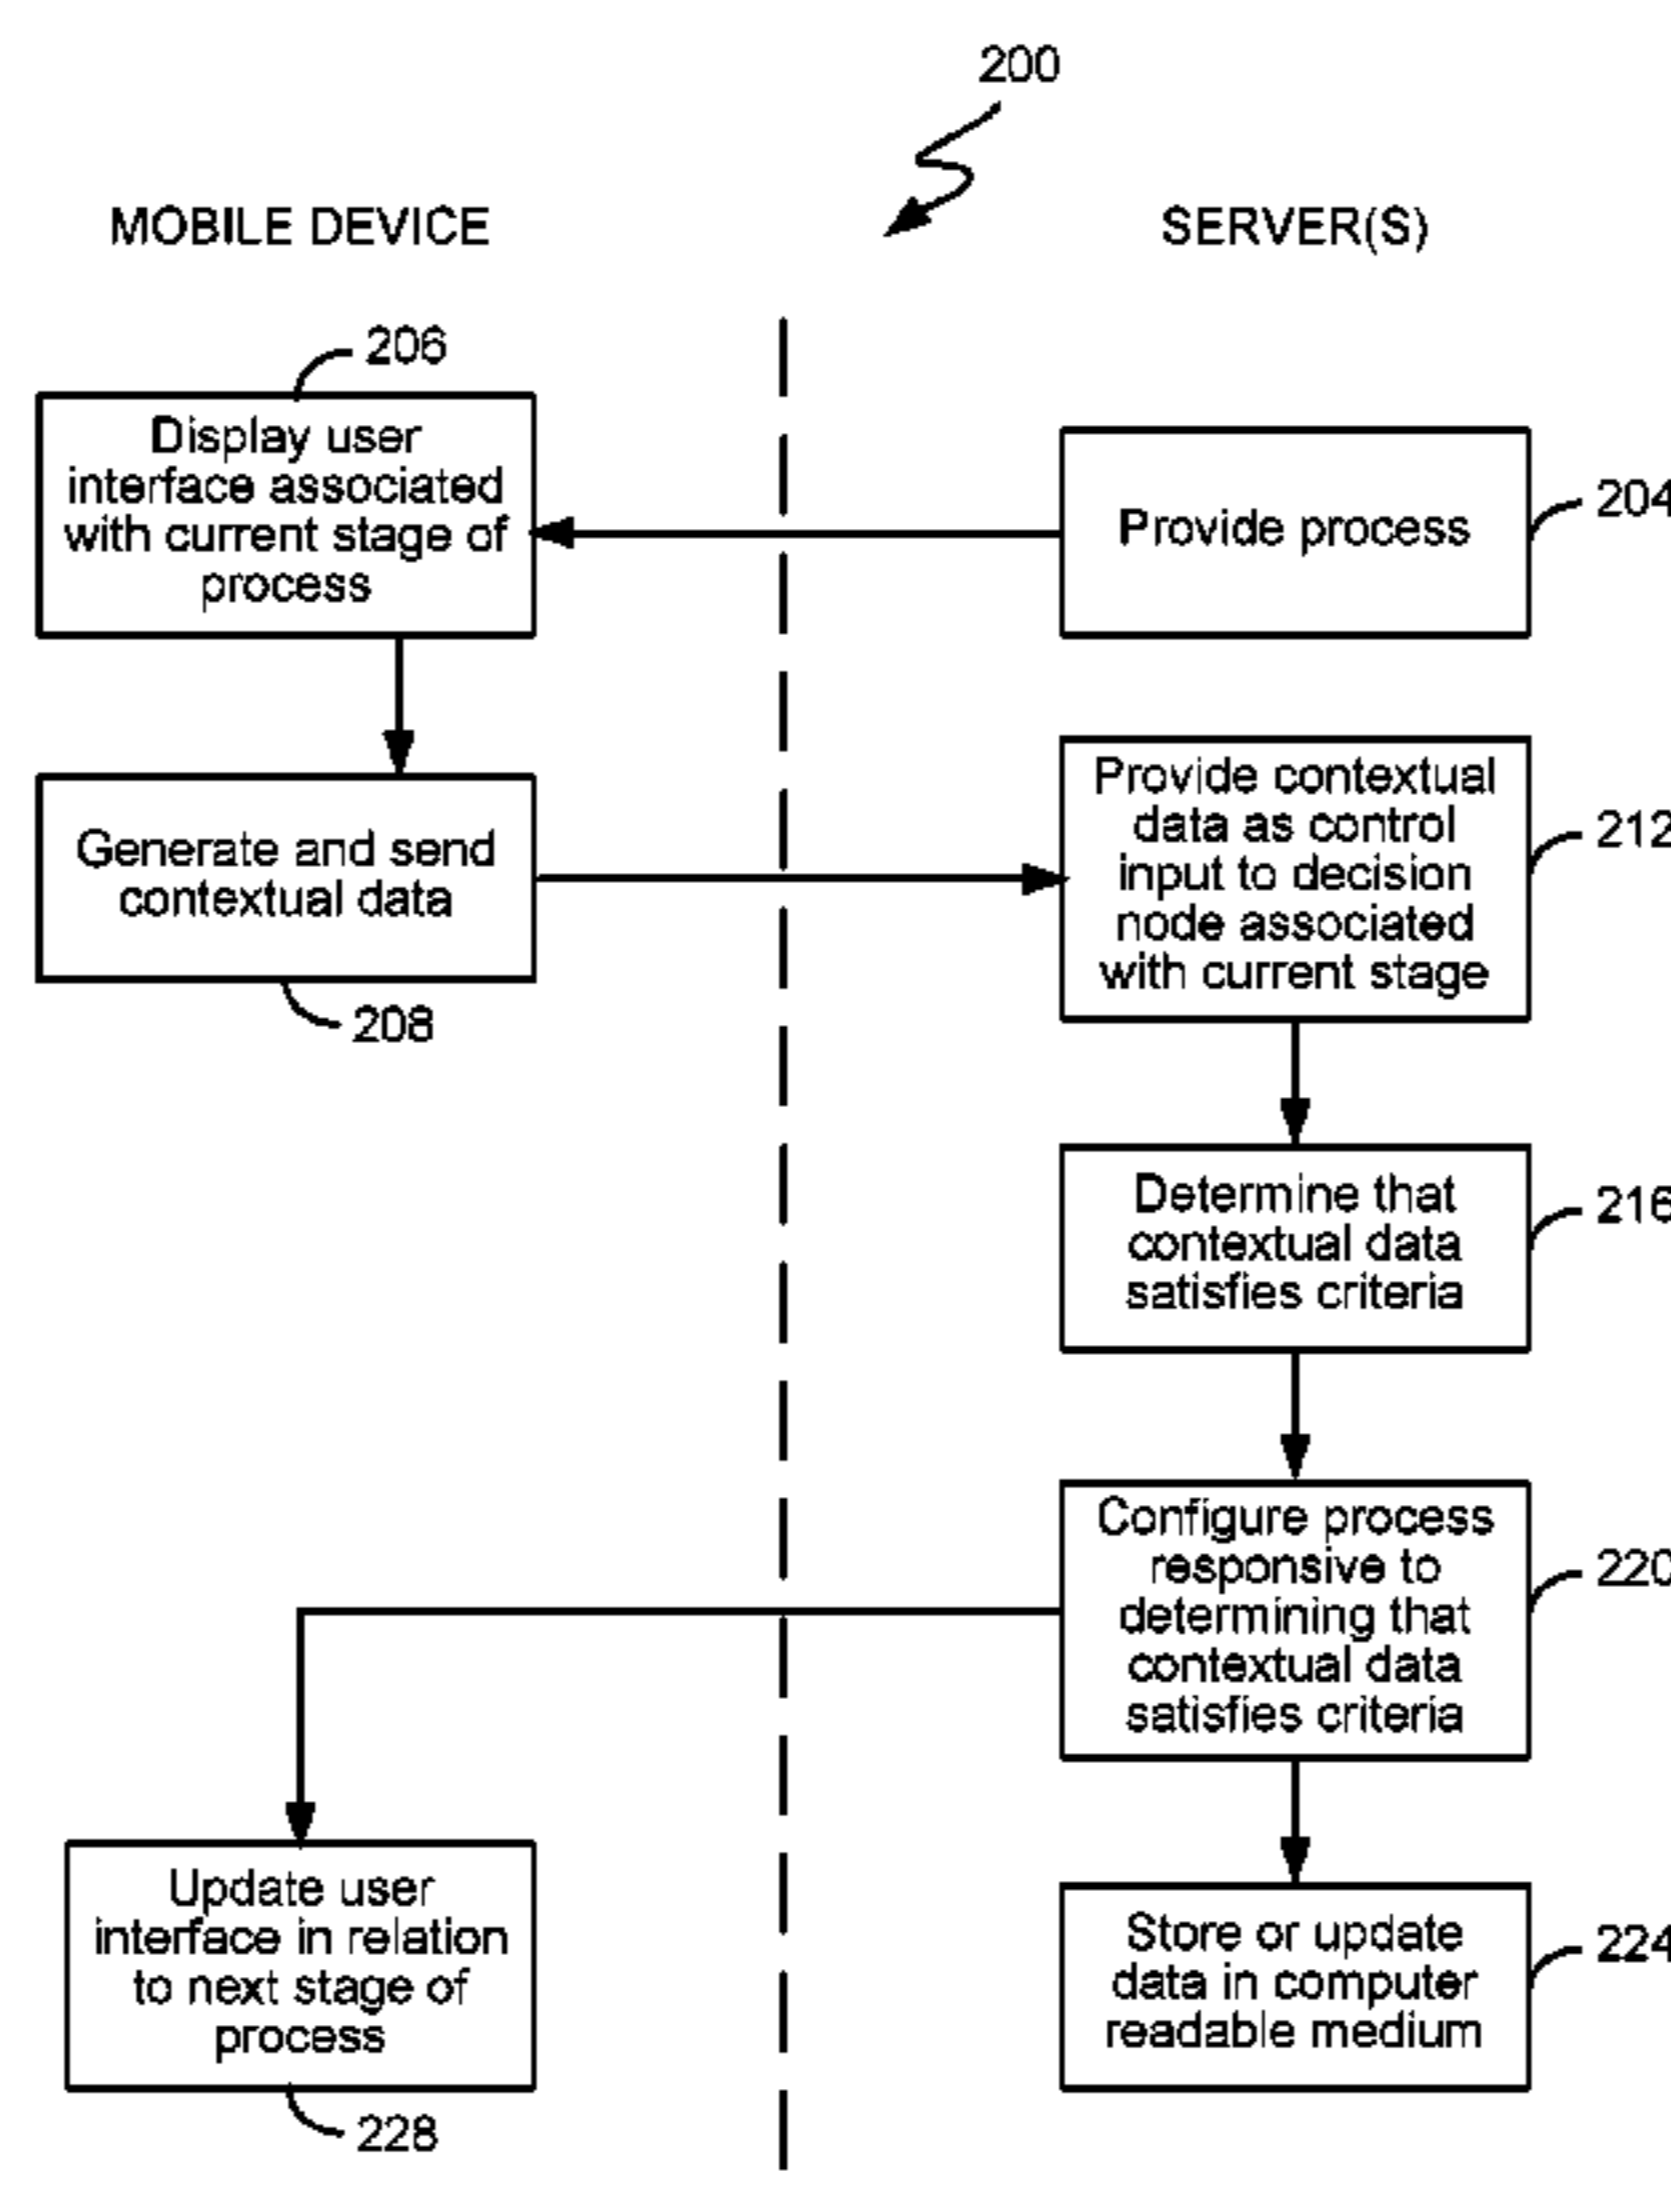 200
MOBILE DEVICE
SERVER(S)
206
Display user
interface associated
with current stage of
process
Provide process
204
Generate and send
contextual data
208
Provide contextual
data as control
input to decision
node associated
with current stage
212
Determine that
contextual data
satisfies criteria
216
Configure process
responsive to
determining that
contextual data
satisfies criteria
220
Update user
interface in relation
to next stage of
process
228
Store or update
data in computer
readable medium
224